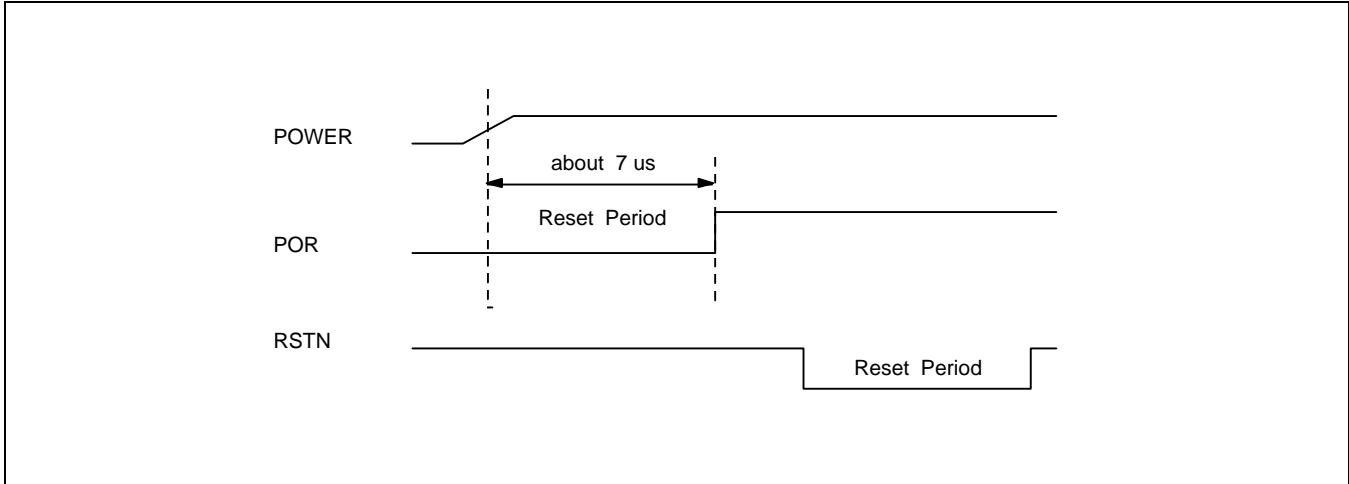 POWER
about 7 us
Reset Period
POR
RSTN
Reset Period